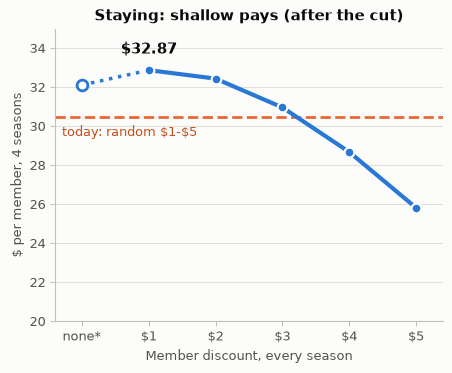 Staying: shallow pays (after the cut)
$32.87
today: random $1-$5
$ per member, 4 seasons
34
32
30
28
26
24
22
20
none*
$1
$2
$3
$4
$5
Member discount, every season